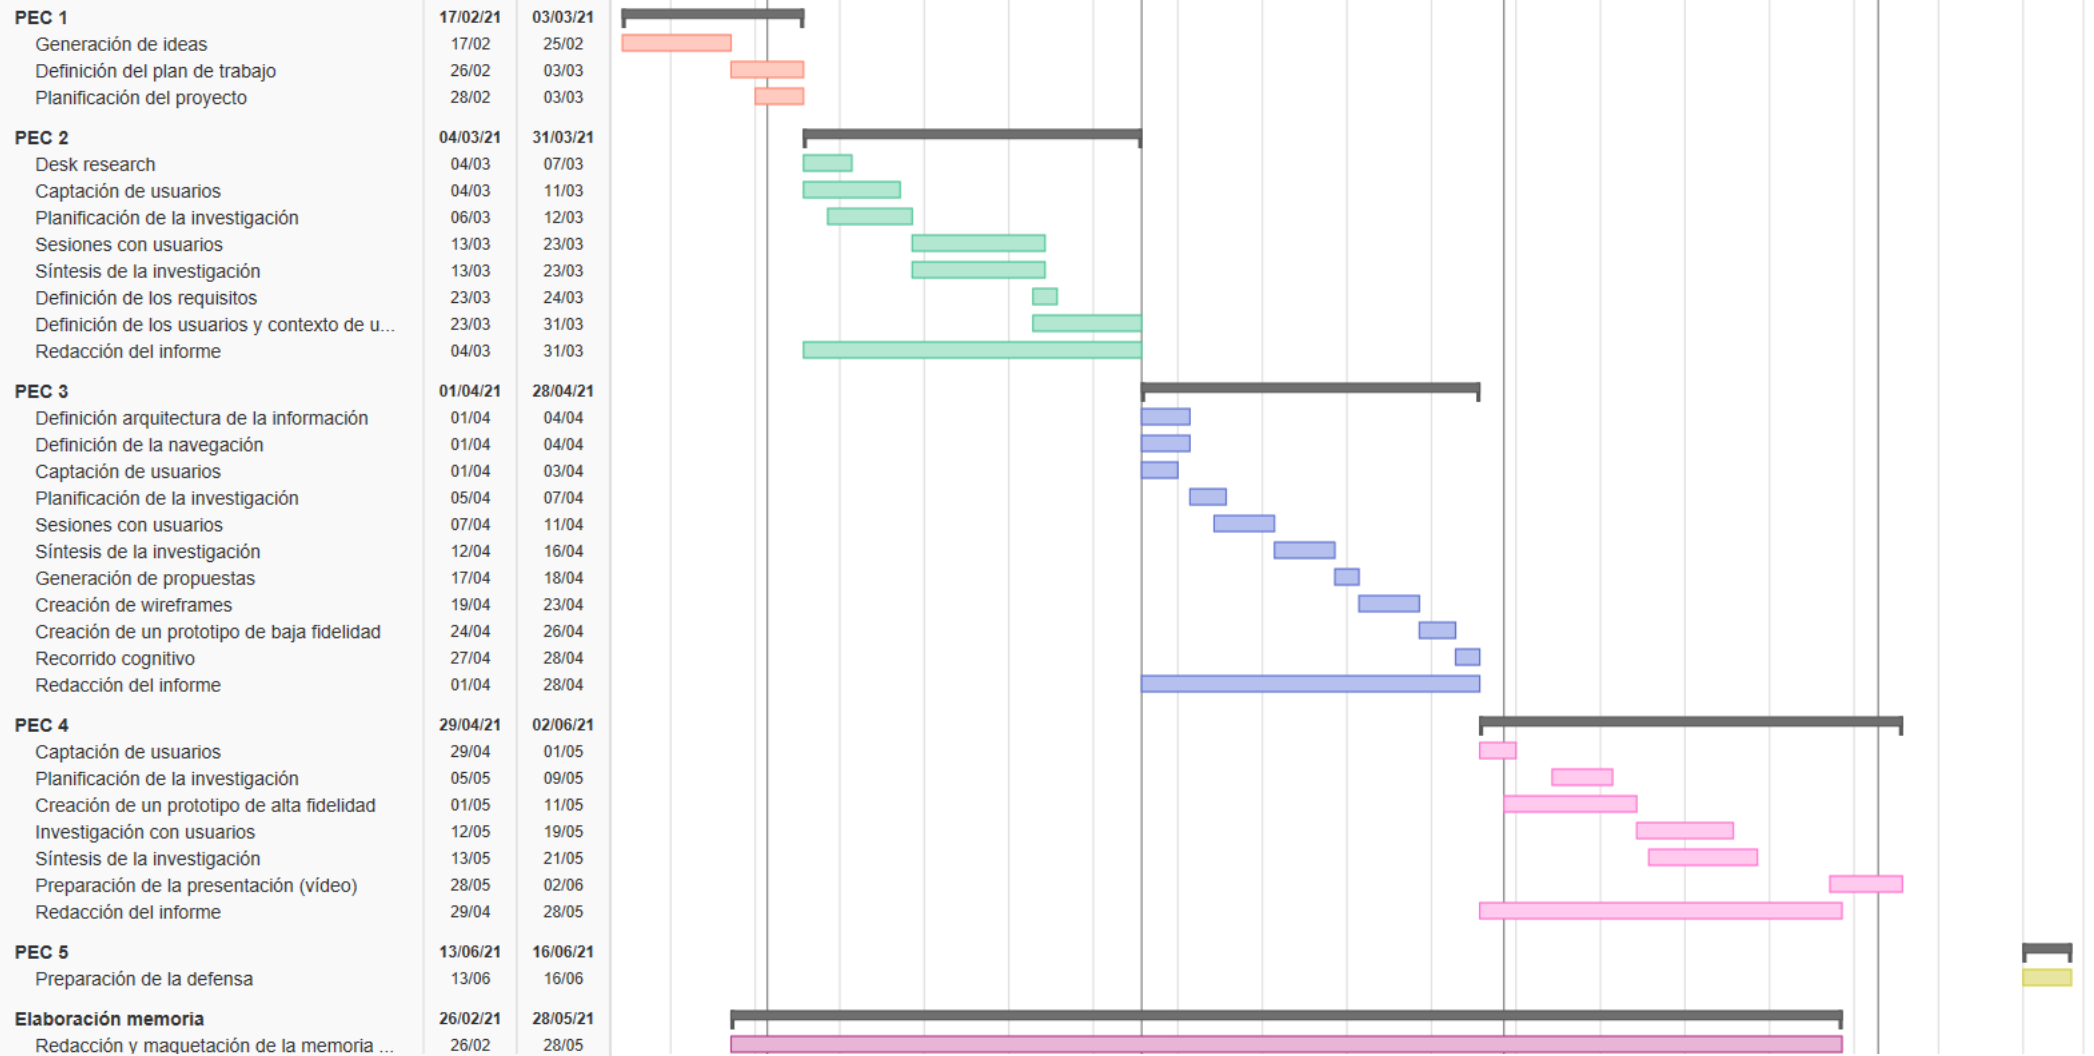 PEC 1 17/02/21 03/03/21
Generación de ideas 17/02 25/02
Definición del plan de trabajo 26/02 03/03
Planificación del proyecto 28/02 03/03
PEC 2 04/03/21 31/03/21
Desk research 04/03 07/03
Captación de usuarios 04/03 11/03
Planificación de la investigación 06/03 12/03
Sesiones con usuarios 13/03 23/03
Síntesis de la investigación 13/03 23/03
Definición de los requisitos 23/03 24/03
Definición de los usuarios y contexto de u... 23/03 31/03
Redacción del informe 04/03 31/03
PEC 3 01/04/21 28/04/21
Definición arquitectura de la información 01/04 04/04
Definición de la navegación 01/04 04/04
Captación de usuarios 01/04 03/04
Planificación de la investigación 05/04 07/04
Sesiones con usuarios 07/04 11/04
Síntesis de la investigación 12/04 16/04
Generación de propuestas 17/04 18/04
Creación de wireframes 19/04 23/04
Creación de un prototipo de baja fidelidad 24/04 26/04
Recorrido cognitivo 27/04 28/04
Redacción del informe 01/04 28/04
PEC 4 29/04/21 02/06/21
Captación de usuarios 29/04 01/05
Planificación de la investigación 05/05 09/05
Creación de un prototipo de alta fidelidad 01/05 11/05
Investigación con usuarios 12/05 19/05
Síntesis de la investigación 13/05 21/05
Preparación de la presentación (vídeo) 28/05 02/06
Redacción del informe 29/04 28/05
PEC 5 13/06/21 16/06/21
Preparación de la defensa 13/06 16/06
Elaboración memoria 26/02/21 28/05/21
Redacción y maquetación de la memoria ... 26/02 28/05